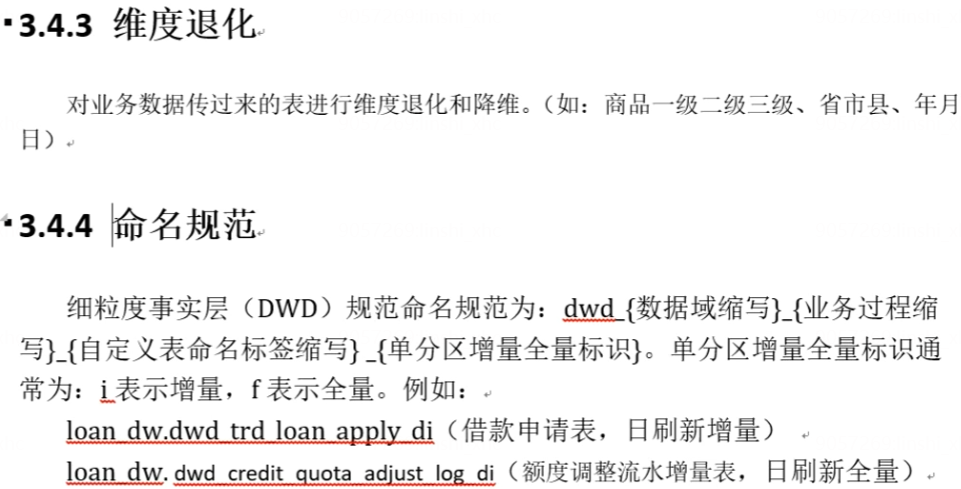 3.4.3 维度退化
对业务数据传过来的表进行维度退化和降维。（如：商品一级二级三级、省市县、年月
日）
3.4.4 命名规范
细粒度事实层（DWD）规范命名规范为：dwd_{数据域缩写}_{业务过程缩
写}_{自定义表命名标签缩写} _{单分区增量全量标识}。单分区增量全量标识通
常为：i 表示增量，f 表示全量。例如：
loan_dw.dwd_trd_loan_apply_di（借款申请表，日刷新增量）
loan_dw. dwd_credit_quota_adjust_log_di（额度调整流水增量表，日刷新全量）